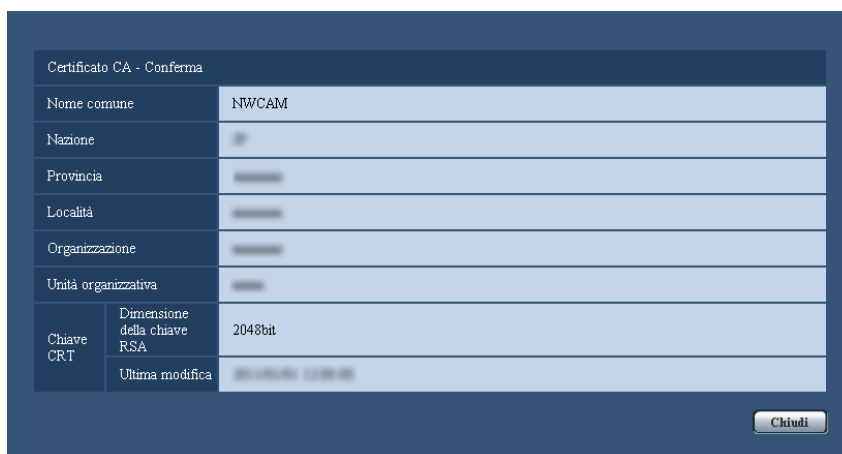 Certificato CA - Conferma
Nome comune NWCAM
Nazione
Provincia
Località
Organizzazione
Unità organizzativa
Chiave CRT
Dimensione della chiave RSA 2048bit
Ultima modifica
Chiudi